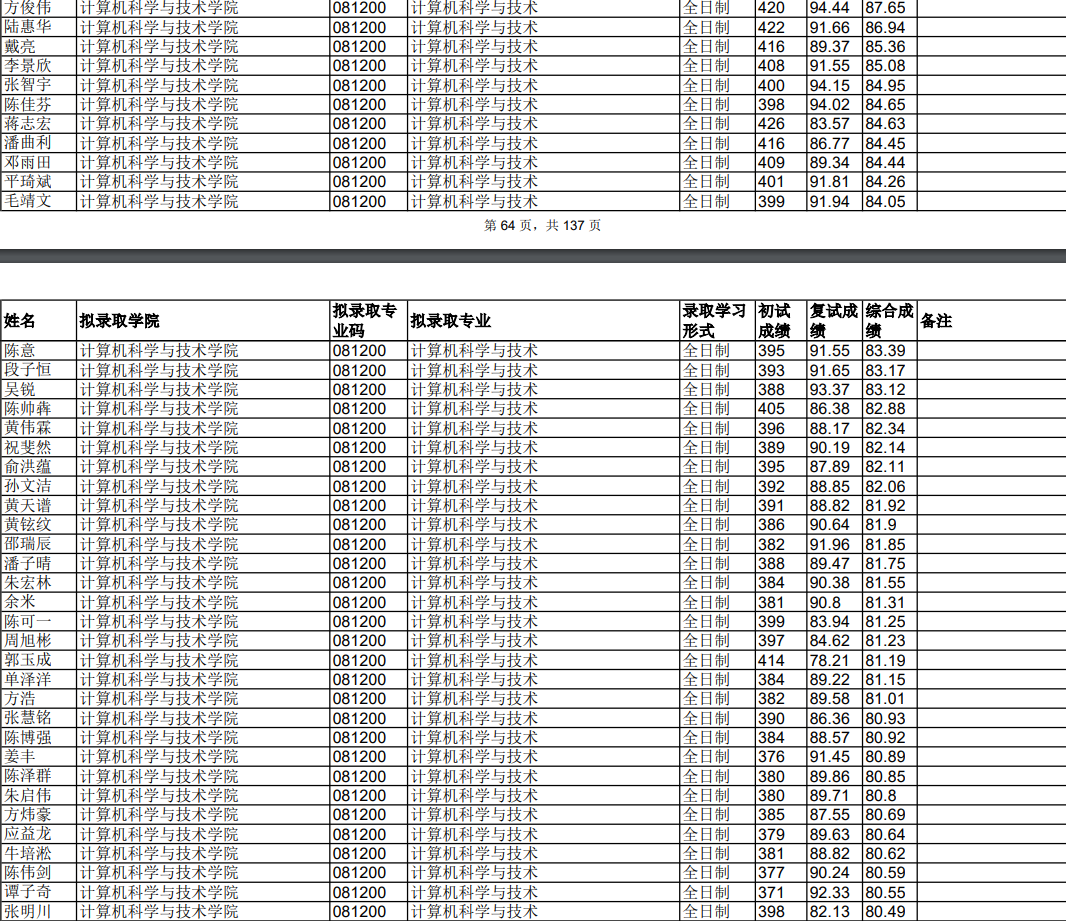 方俊伟 计算机科学与技术学院 081200 计算机科学与技术 全日制 420 94.44 87.65
陆惠华 计算机科学与技术学院 081200 计算机科学与技术 全日制 422 91.66 86.94
戴亮 计算机科学与技术学院 081200 计算机科学与技术 全日制 416 89.37 85.36
李景欣 计算机科学与技术学院 081200 计算机科学与技术 全日制 408 91.55 85.08
张智宇 计算机科学与技术学院 081200 计算机科学与技术 全日制 400 94.15 84.95
陈佳芬 计算机科学与技术学院 081200 计算机科学与技术 全日制 398 94.02 84.65
蒋志宏 计算机科学与技术学院 081200 计算机科学与技术 全日制 426 83.57 84.63
潘曲利 计算机科学与技术学院 081200 计算机科学与技术 全日制 416 86.77 84.45
邓雨田 计算机科学与技术学院 081200 计算机科学与技术 全日制 409 89.34 84.44
平琦斌 计算机科学与技术学院 081200 计算机科学与技术 全日制 401 91.81 84.26
毛靖文 计算机科学与技术学院 081200 计算机科学与技术 全日制 399 91.94 84.05
第 64 页，共 137 页
姓名 拟录取学院 拟录取专业码 拟录取专业 录取学习形式 初试成绩 复试成绩 综合成绩 备注
陈意 计算机科学与技术学院 081200 计算机科学与技术 全日制 395 91.55 83.39
段子恒 计算机科学与技术学院 081200 计算机科学与技术 全日制 393 91.65 83.17
吴锐 计算机科学与技术学院 081200 计算机科学与技术 全日制 388 93.37 83.12
陈帅犇 计算机科学与技术学院 081200 计算机科学与技术 全日制 405 86.38 82.88
黄伟霖 计算机科学与技术学院 081200 计算机科学与技术 全日制 396 88.17 82.34
祝斐然 计算机科学与技术学院 081200 计算机科学与技术 全日制 389 90.19 82.14
俞洪蕴 计算机科学与技术学院 081200 计算机科学与技术 全日制 395 87.89 82.11
孙文洁 计算机科学与技术学院 081200 计算机科学与技术 全日制 392 88.85 82.06
黄天谱 计算机科学与技术学院 081200 计算机科学与技术 全日制 391 88.82 81.92
黄铉纹 计算机科学与技术学院 081200 计算机科学与技术 全日制 386 90.64 81.9
邵瑞辰 计算机科学与技术学院 081200 计算机科学与技术 全日制 382 91.96 81.85
潘子晴 计算机科学与技术学院 081200 计算机科学与技术 全日制 388 89.47 81.75
朱宏林 计算机科学与技术学院 081200 计算机科学与技术 全日制 384 90.38 81.55
余米 计算机科学与技术学院 081200 计算机科学与技术 全日制 381 90.8 81.31
陈可一 计算机科学与技术学院 081200 计算机科学与技术 全日制 399 83.94 81.25
周旭彬 计算机科学与技术学院 081200 计算机科学与技术 全日制 397 84.62 81.23
郭玉成 计算机科学与技术学院 081200 计算机科学与技术 全日制 414 78.21 81.19
单泽洋 计算机科学与技术学院 081200 计算机科学与技术 全日制 384 89.22 81.15
方浩 计算机科学与技术学院 081200 计算机科学与技术 全日制 382 89.58 81.01
张慧铭 计算机科学与技术学院 081200 计算机科学与技术 全日制 390 86.36 80.93
陈博强 计算机科学与技术学院 081200 计算机科学与技术 全日制 384 88.57 80.92
姜丰 计算机科学与技术学院 081200 计算机科学与技术 全日制 376 91.45 80.89
陈泽群 计算机科学与技术学院 081200 计算机科学与技术 全日制 380 89.86 80.85
朱启伟 计算机科学与技术学院 081200 计算机科学与技术 全日制 380 89.71 80.8
方炜豪 计算机科学与技术学院 081200 计算机科学与技术 全日制 385 87.55 80.69
应益龙 计算机科学与技术学院 081200 计算机科学与技术 全日制 379 89.63 80.64
牛培淞 计算机科学与技术学院 081200 计算机科学与技术 全日制 381 88.82 80.62
陈伟剑 计算机科学与技术学院 081200 计算机科学与技术 全日制 377 90.24 80.59
谭子奇 计算机科学与技术学院 081200 计算机科学与技术 全日制 371 92.33 80.55
张明川 计算机科学与技术学院 081200 计算机科学与技术 全日制 398 82.13 80.49